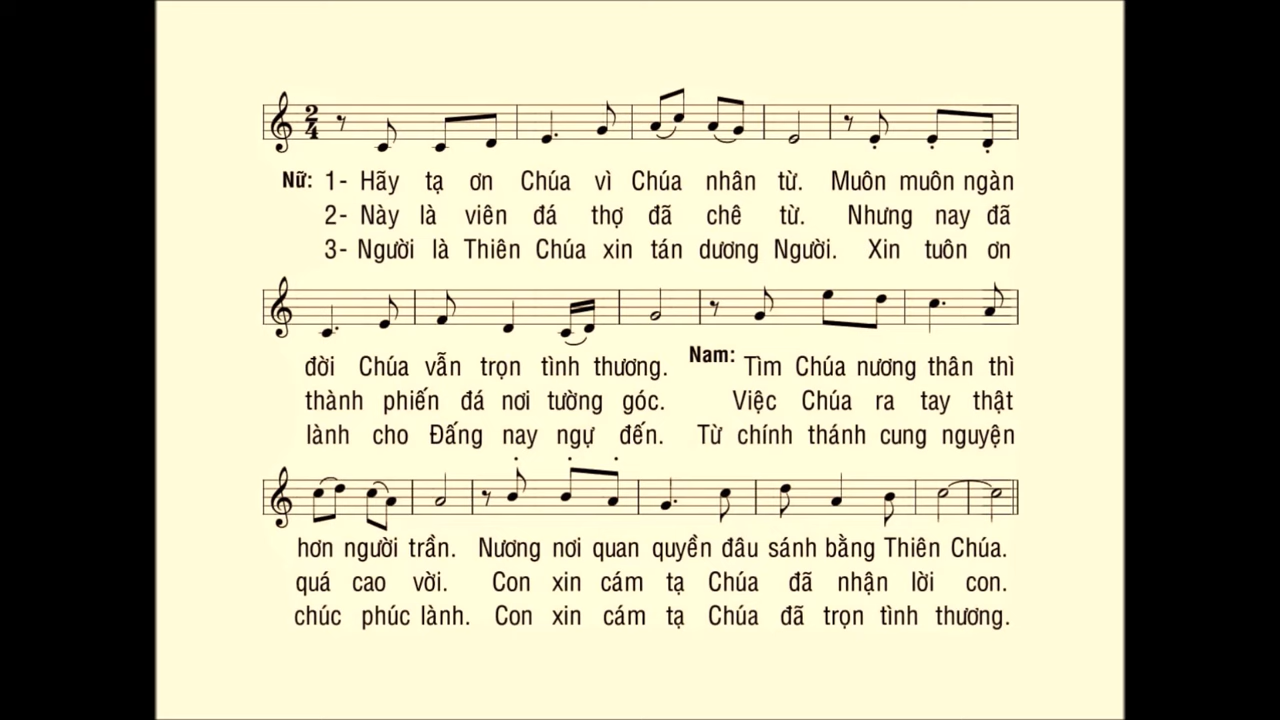 2
4
Nữ: 1- Hãy tạ ơn Chúa vì Chúa nhân từ. Muôn muôn ngàn
2- Này là viên đá thợ đã chê từ. Nhưng nay đã
3- Người là Thiên Chúa xin tán dương Người. Xin tuôn ơn
đời Chúa vẫn trọn tình thương. Nam: Tìm Chúa nương thân thì
thành phiến đá nơi tường góc. Việc Chúa ra tay thật
lành cho Đấng nay ngự đến. Từ chính thánh cung nguyện
hơn người trần. Nương nơi quan quyền đâu sánh bằng Thiên Chúa.
quá cao vời. Con xin cám tạ Chúa đã nhận lời con.
chúc phúc lành. Con xin cám tạ Chúa đã trọn tình thương.